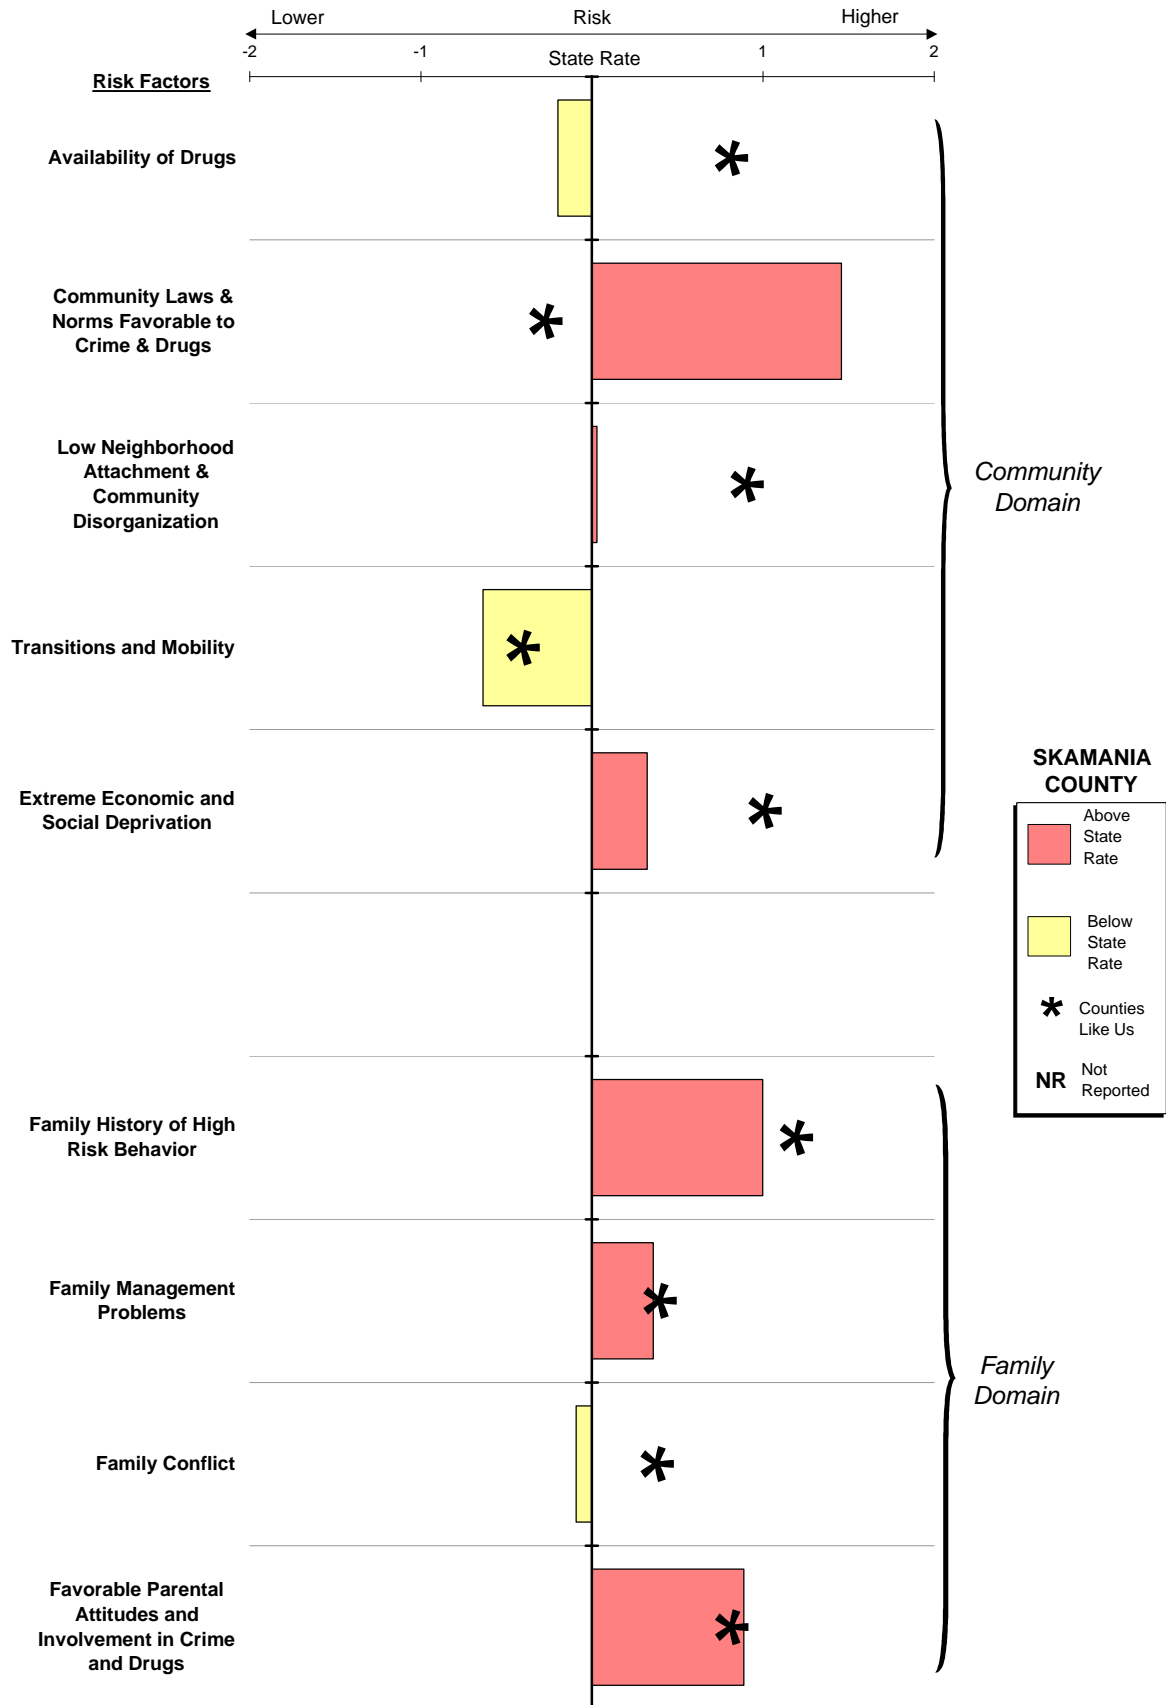 Lower Risk Higher
-2 -1 State Rate 1 2
Risk Factors
Availability of Drugs
*
Community Laws &
Norms Favorable to
Crime & Drugs
*
Low Neighborhood
Attachment &
Community
Disorganization
*
Community
Domain
Transitions and Mobility
*
Extreme Economic and
Social Deprivation
*
SKAMANIA
COUNTY
Above
State
Rate
Below
State
Rate
* Counties
Like Us
NR Not
Reported
Family History of High
Risk Behavior
*
Family Management
Problems
*
Family
Domain
Family Conflict
*
Favorable Parental
Attitudes and
Involvement in Crime
and Drugs
*